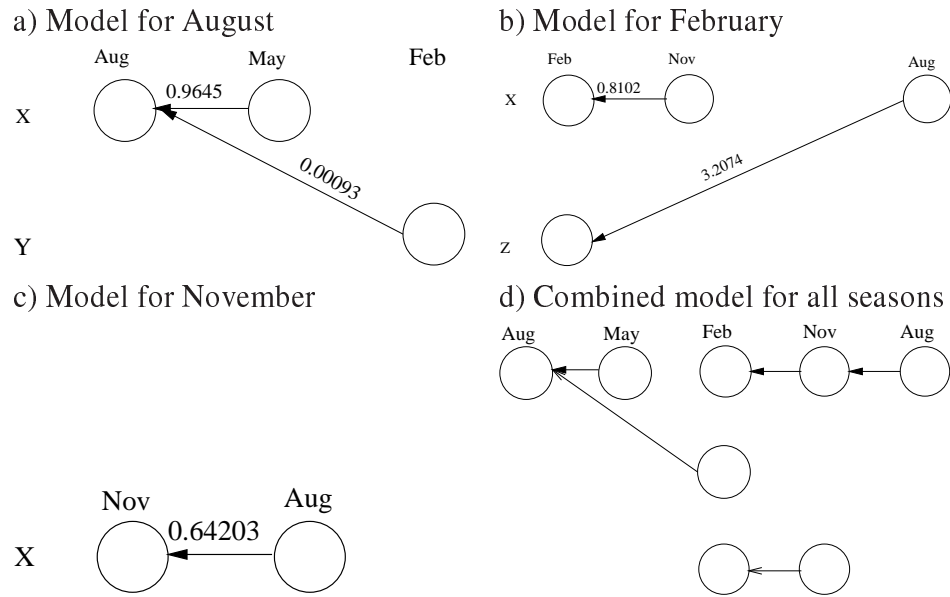 a) Model for August
Aug May Feb
X 0.9645
0.00093
Y
b) Model for February
Feb Nov Aug
X 0.8102
3.2074
Z
c) Model for November
Nov Aug
X 0.64203
d) Combined model for all seasons
Aug May Feb Nov Aug